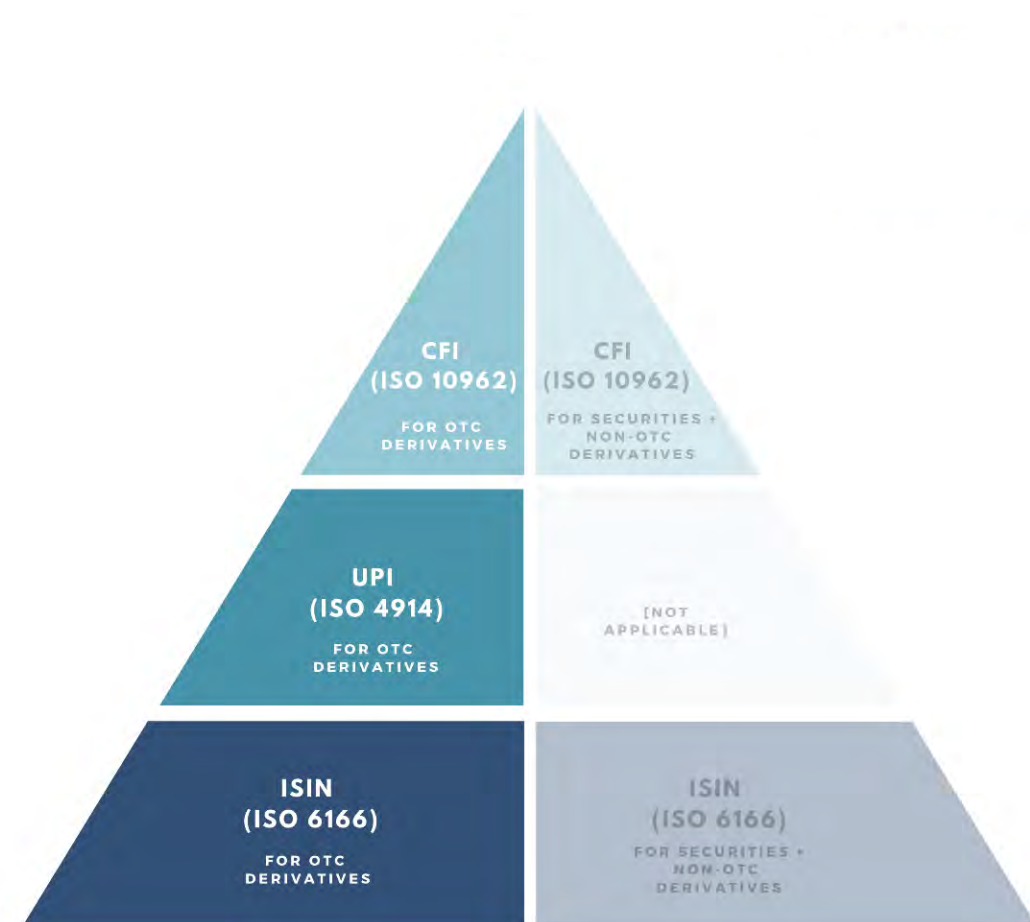 CFI
(ISO 10962)
FOR OTC
DERIVATIVES
CFI
(ISO 10962)
FOR SECURITIES +
NON-OTC
DERIVATIVES
UPI
(ISO 4914)
FOR OTC
DERIVATIVES
[NOT
APPLICABLE]
ISIN
(ISO 6166)
FOR OTC
DERIVATIVES
ISIN
(ISO 6166)
FOR SECURITIES +
NON-OTC
DERIVATIVES